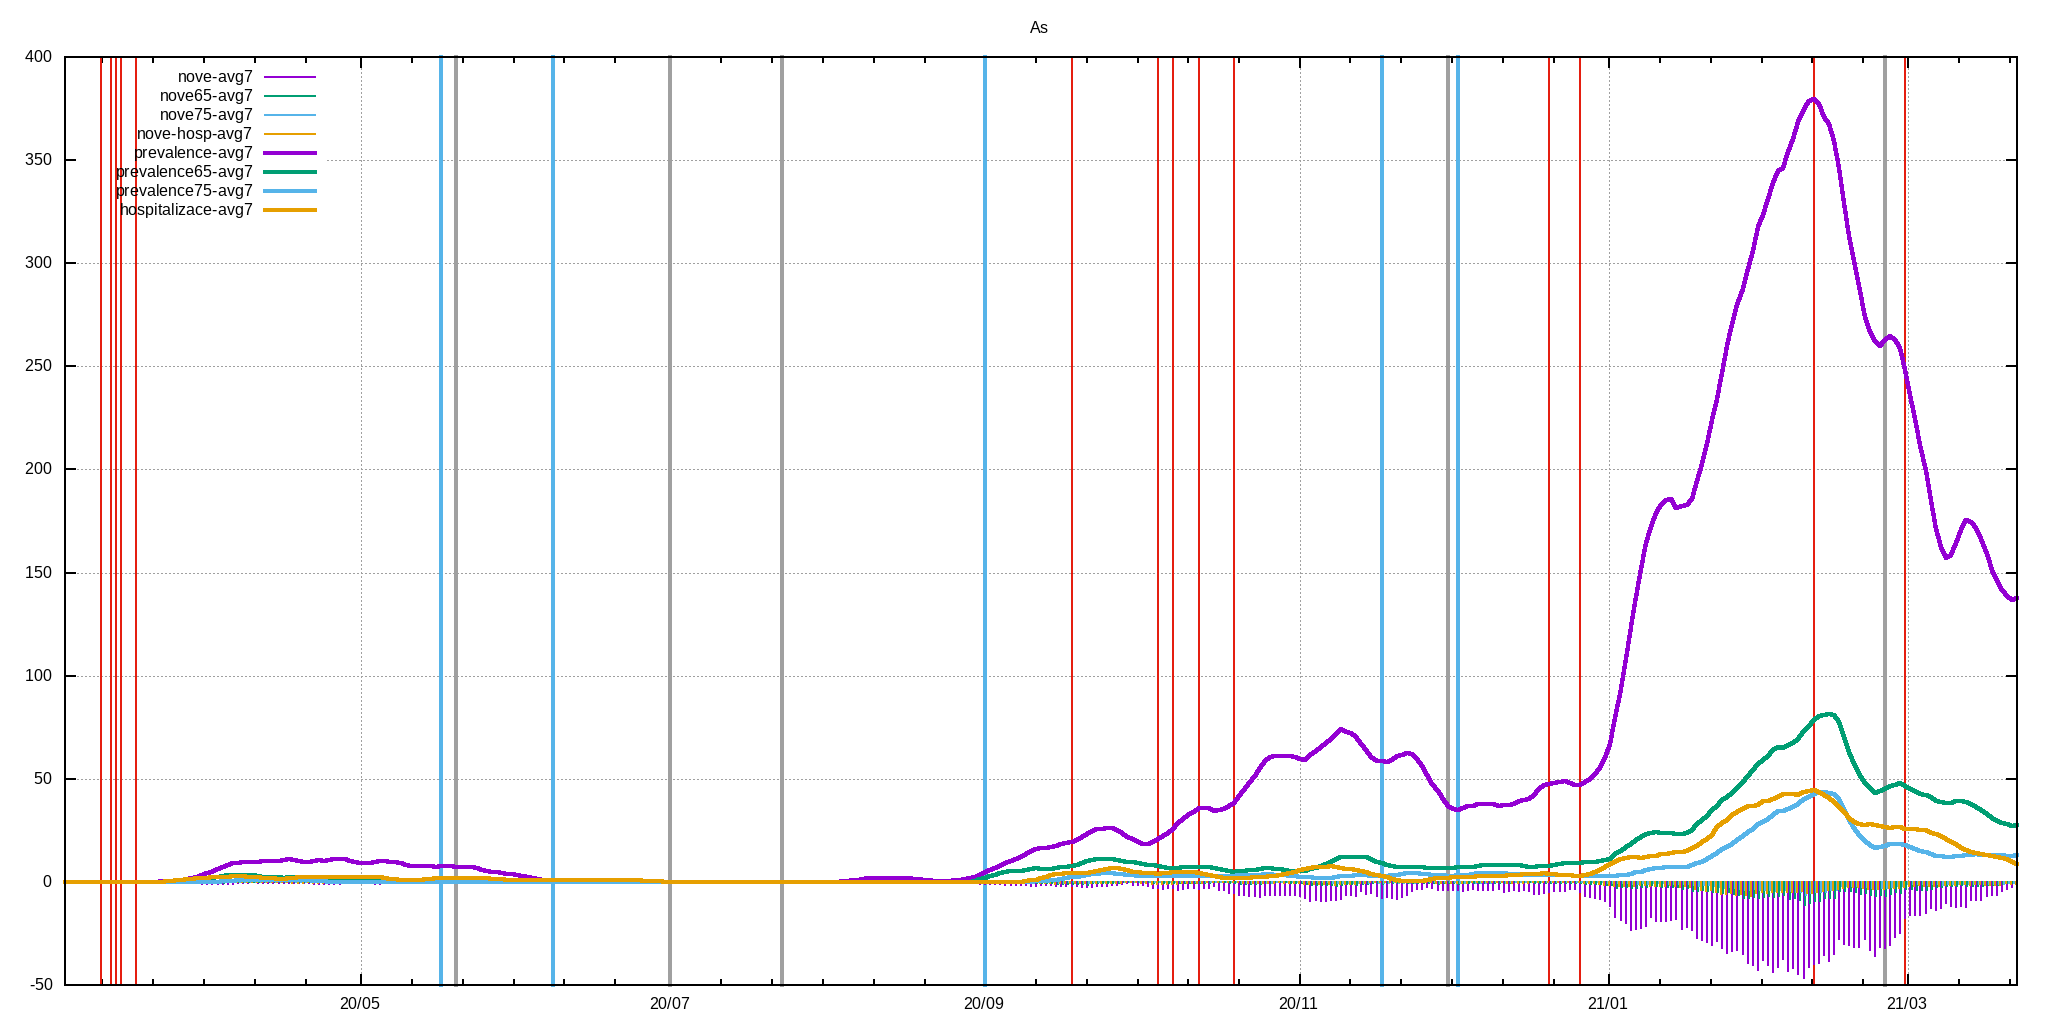 As
400
350
300
250
200
150
100
50
0
-50
nove-avg7
nove65-avg7
nove75-avg7
nove-hosp-avg7
prevalence-avg7
prevalence65-avg7
prevalence75-avg7
hospitalizace-avg7
20/05 20/07 20/09 20/11 21/01 21/03